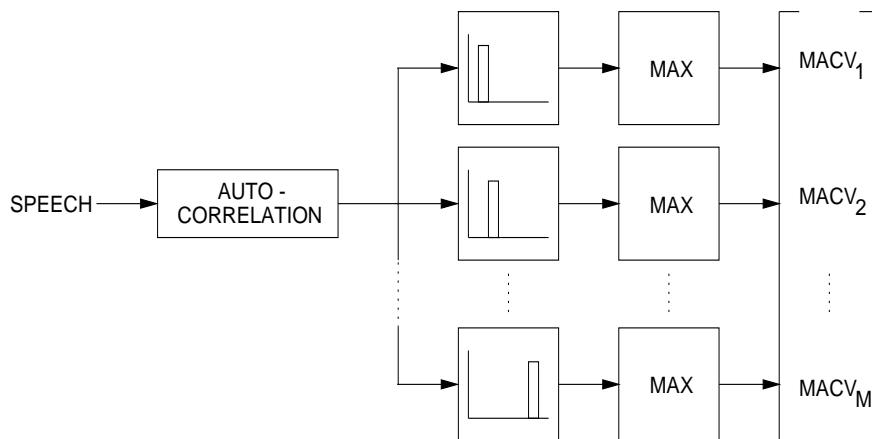 MAX
MACV1
SPEECH
AUTO -
CORRELATION
MAX
MACV2
MAX
MACVM